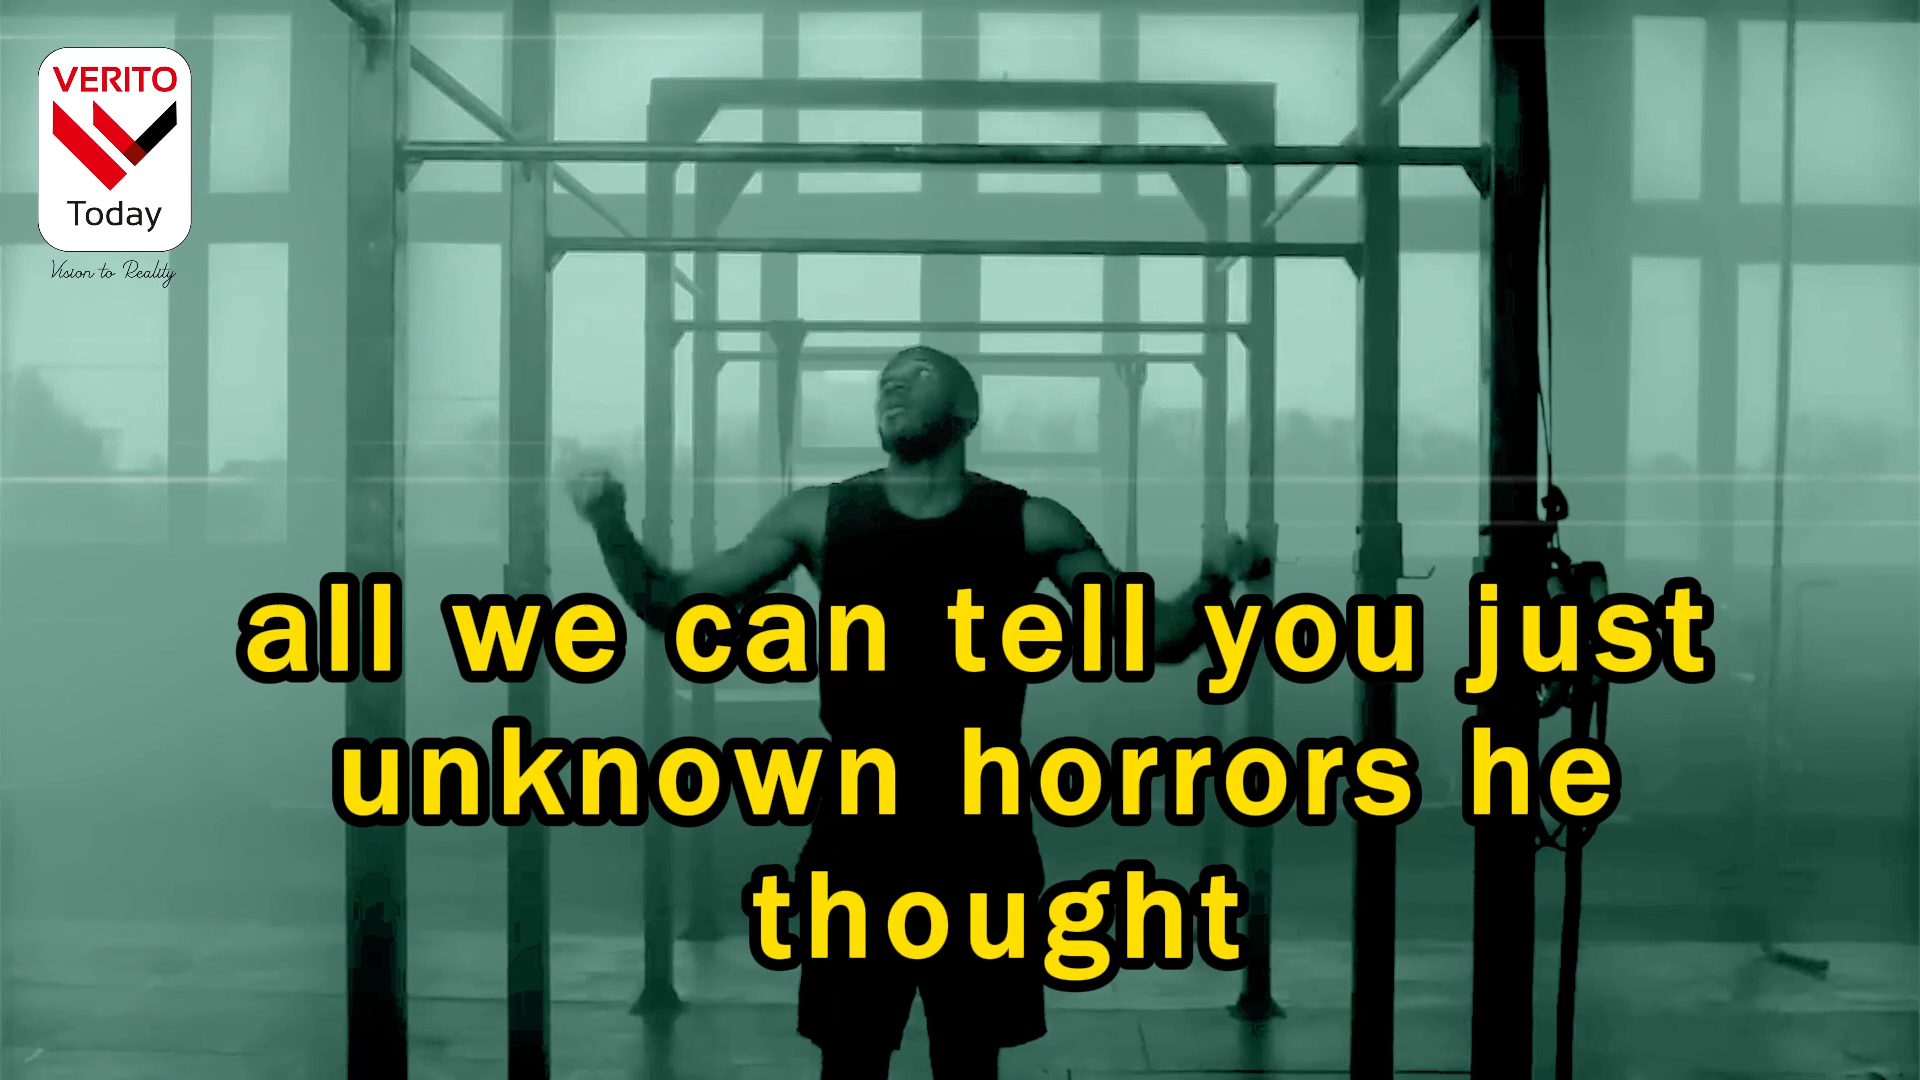 VERITO
Today
Vision to Reality
all we can tell you just
unknown horrors he
thought